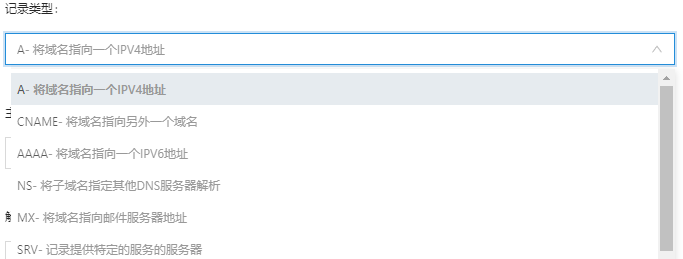 记录类型：
A- 将域名指向一个IPV4地址
A- 将域名指向一个IPV4地址
CNAME- 将域名指向另外一个域名
AAAA- 将域名指向一个IPV6地址
NS- 将子域名指定其他DNS服务器解析
MX- 将域名指向邮件服务器地址
SRV- 记录提供特定的服务的服务器